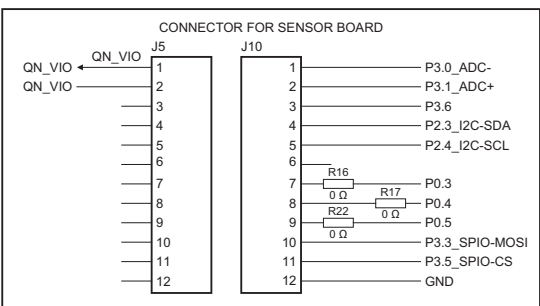 CONNECTOR FOR SENSOR BOARD
J5 J10
QN_VIO QN_VIO 1 1 P3.0_ADC-
QN_VIO 2 2 P3.1_ADC+
3 3 P3.6
4 4 P2.3_I2C-SDA
5 5 P2.4_I2C-SCL
6 6
7 7 R16 0 Ω P0.3
8 8 R17 0 Ω P0.4
9 9 R22 0 Ω P0.5
10 10 P3.3_SPIO-MOSI
11 11 P3.5_SPIO-CS
12 12 GND